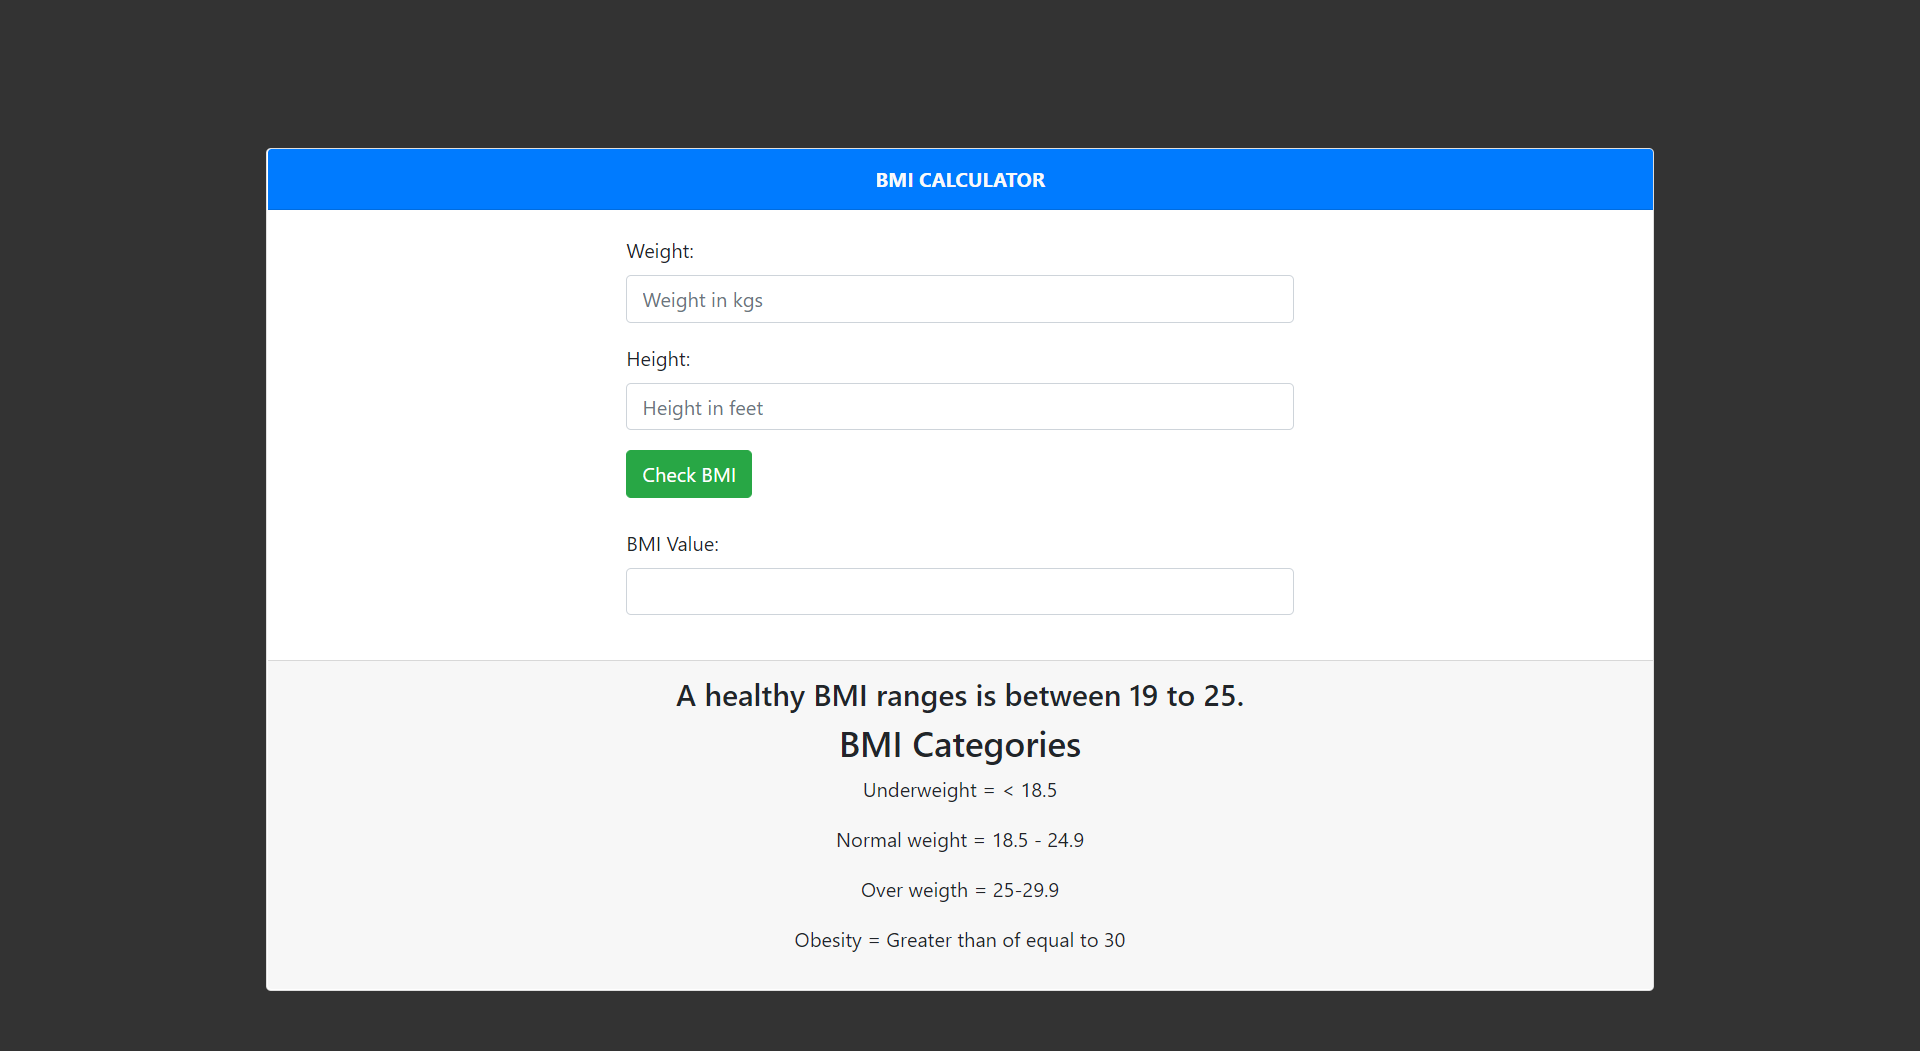 BMI CALCULATOR
Weight:
Weight in kgs
Height:
Height in feet
Check BMI
BMI Value:
A healthy BMI ranges is between 19 to 25.
BMI Categories
Underweight = < 18.5
Normal weight = 18.5 - 24.9
Over weigth = 25-29.9
Obesity = Greater than of equal to 30